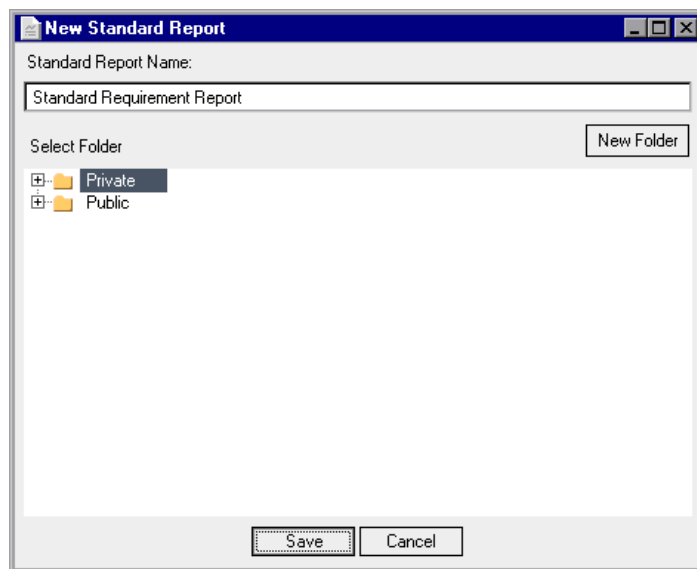 New Standard Report
Standard Report Name:
Standard Requirement Report
Select Folder
New Folder
Private
Public
Save
Cancel